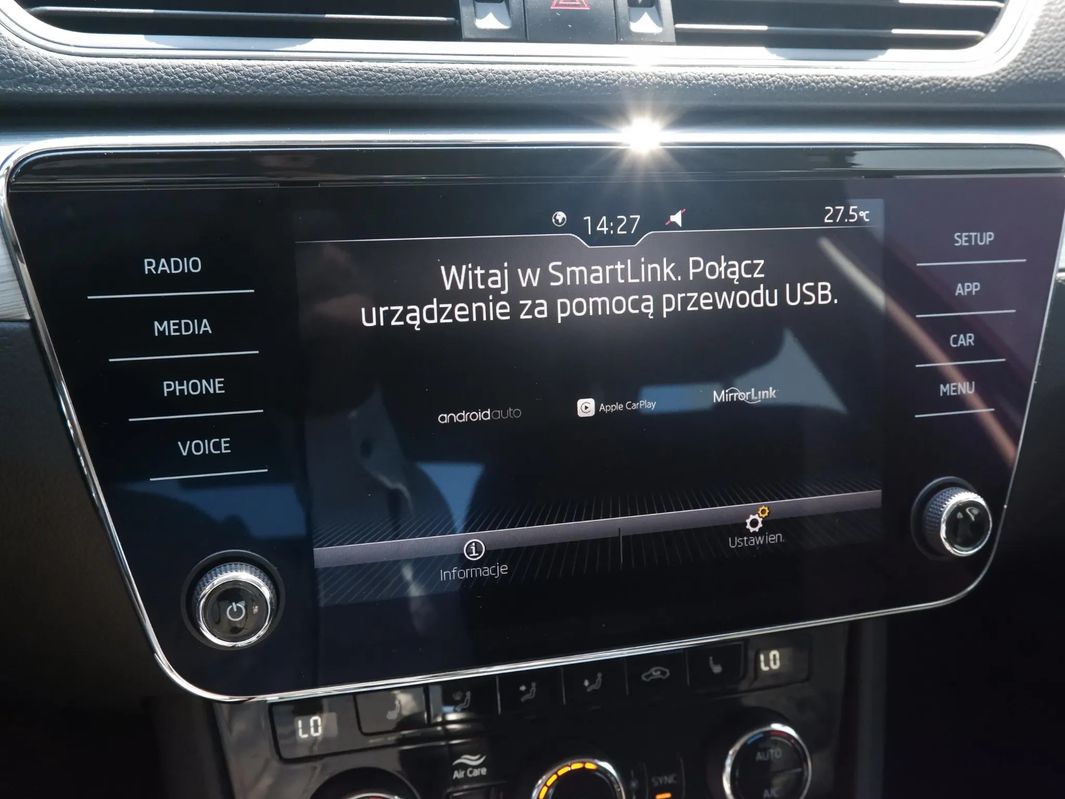 14:27
27.5°C
RADIO
MEDIA
PHONE
VOICE
Witaj w SmartLink. Połącz
urządzenie za pomocą przewodu USB.
androidauto
Apple CarPlay
MirrorLink
Informacje
Ustawien.
SETUP
APP
CAR
MENU
LO
LO
Air Care
SYNC
AUTO
A/C